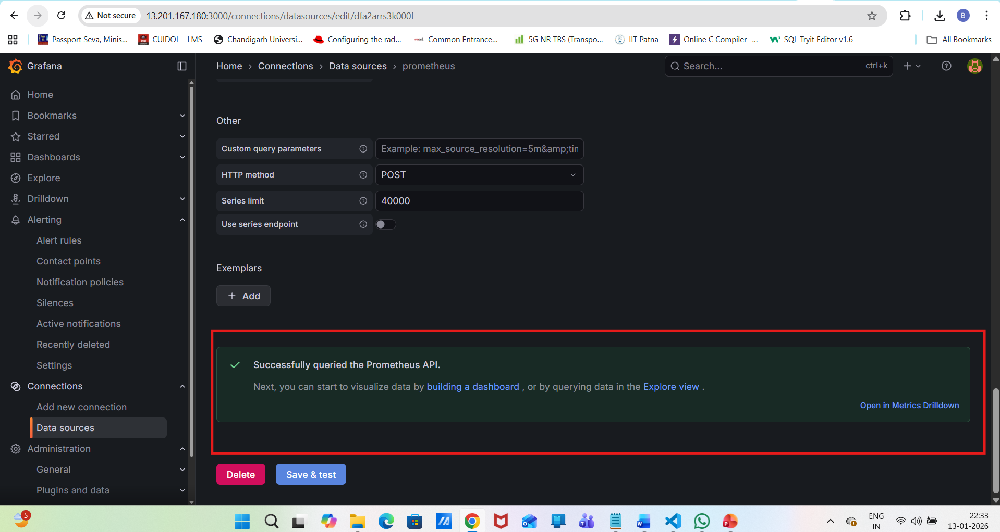 Not secure
13.201.167.180:3000/connections/datasources/edit/dfa2arrs3k000f
B
Passport Seva, Minis...
CUIDOL - LMS
Chandigarh Universi...
Configuring the rad...
Common Entrance...
5G NR TBS (Transpo...
IIT Patna
Online C Compiler -...
SQL Tryit Editor v1.6
All Bookmarks
Grafana
Home › Connections › Data sources › prometheus
Search...
ctrl+k
Home
Bookmarks
Starred
Dashboards
Explore
Drilldown
Alerting
Alert rules
Contact points
Notification policies
Silences
Active notifications
Recently deleted
Settings
Connections
Add new connection
Data sources
Administration
General
Plugins and data
Other
Custom query parameters
Example: max_source_resolution=5m&amp;tin
HTTP method
POST
Series limit
40000
Use series endpoint
Exemplars
+ Add
Successfully queried the Prometheus API.
Next, you can start to visualize data by building a dashboard , or by querying data in the Explore view .
Open in Metrics Drilldown
Delete
Save & test
5
ENG
IN
22:33
13-01-2026